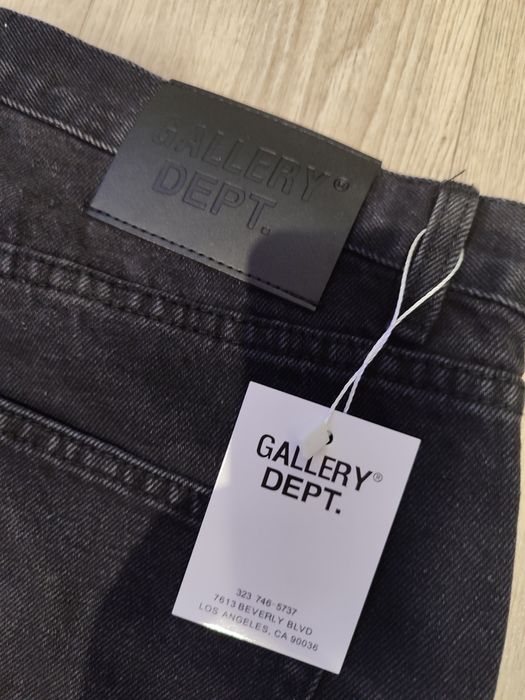 GALLERY®
DEPT.
GALLERY®
DEPT.
323 746-5737
7613 BEVERLY BLVD
LOS ANGELES, CA 90036